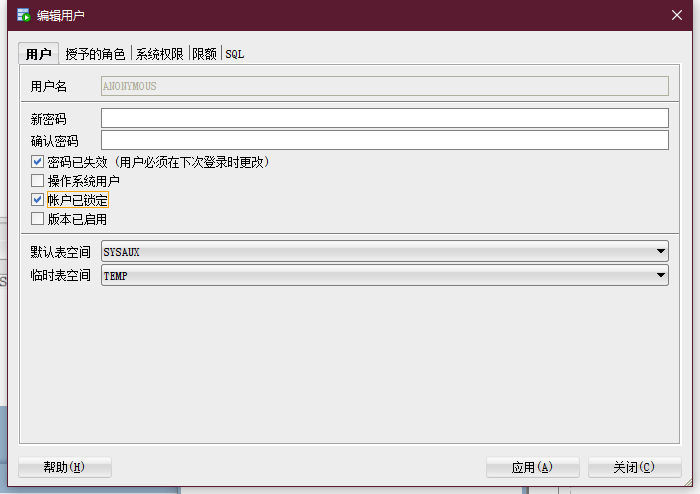 编辑用户
用户 授予的角色 系统权限 限额 SQL
用户名 ANONYMOUS
新密码
确认密码
密码已失效 (用户必须在下次登录时更改)
操作系统用户
帐户已锁定
版本已启用
默认表空间 SYSAUX
临时表空间 TEMP
帮助(H) 应用(A) 关闭(C)